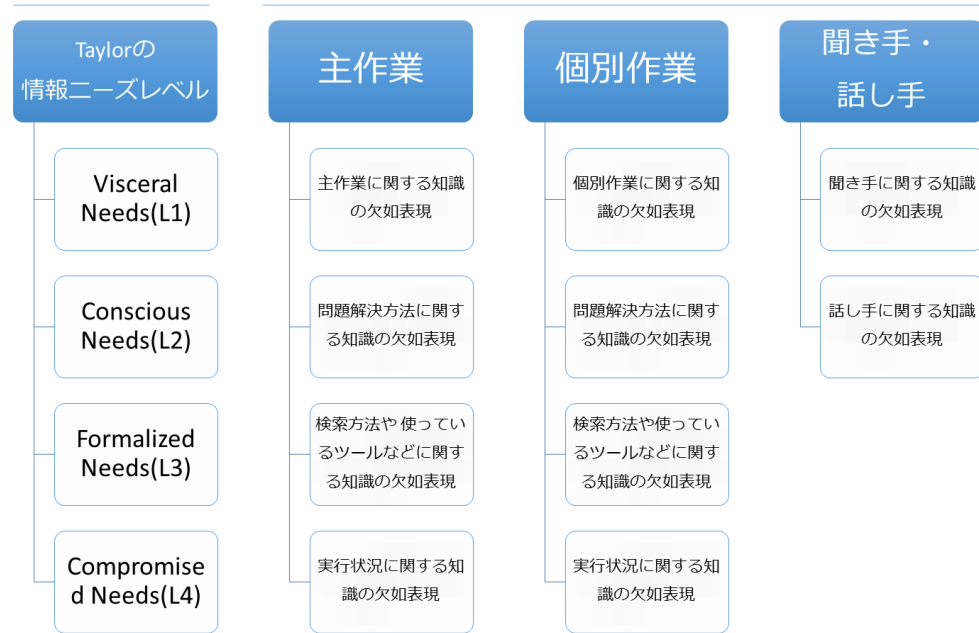 Taylorの
情報ニーズレベル
Visceral
Needs(L1)
Conscious
Needs(L2)
Formalized
Needs(L3)
Compromise
d Needs(L4)
主作業
主作業に関する知識
の欠如表現
問題解決方法に関す
る知識の欠如表現
検索方法や 使ってい
るツールなどに関す
る知識の欠如表現
実行状況に関する知
識の欠如表現
個別作業
個別作業に関する知
識の欠如表現
問題解決方法に関す
る知識の欠如表現
検索方法や使ってい
るツールなどに関す
る知識の欠如表現
実行状況に関する知
識の欠如表現
聞き手・
話し手
聞き手に関する知識
の欠如表現
話し手に関する知識
の欠如表現